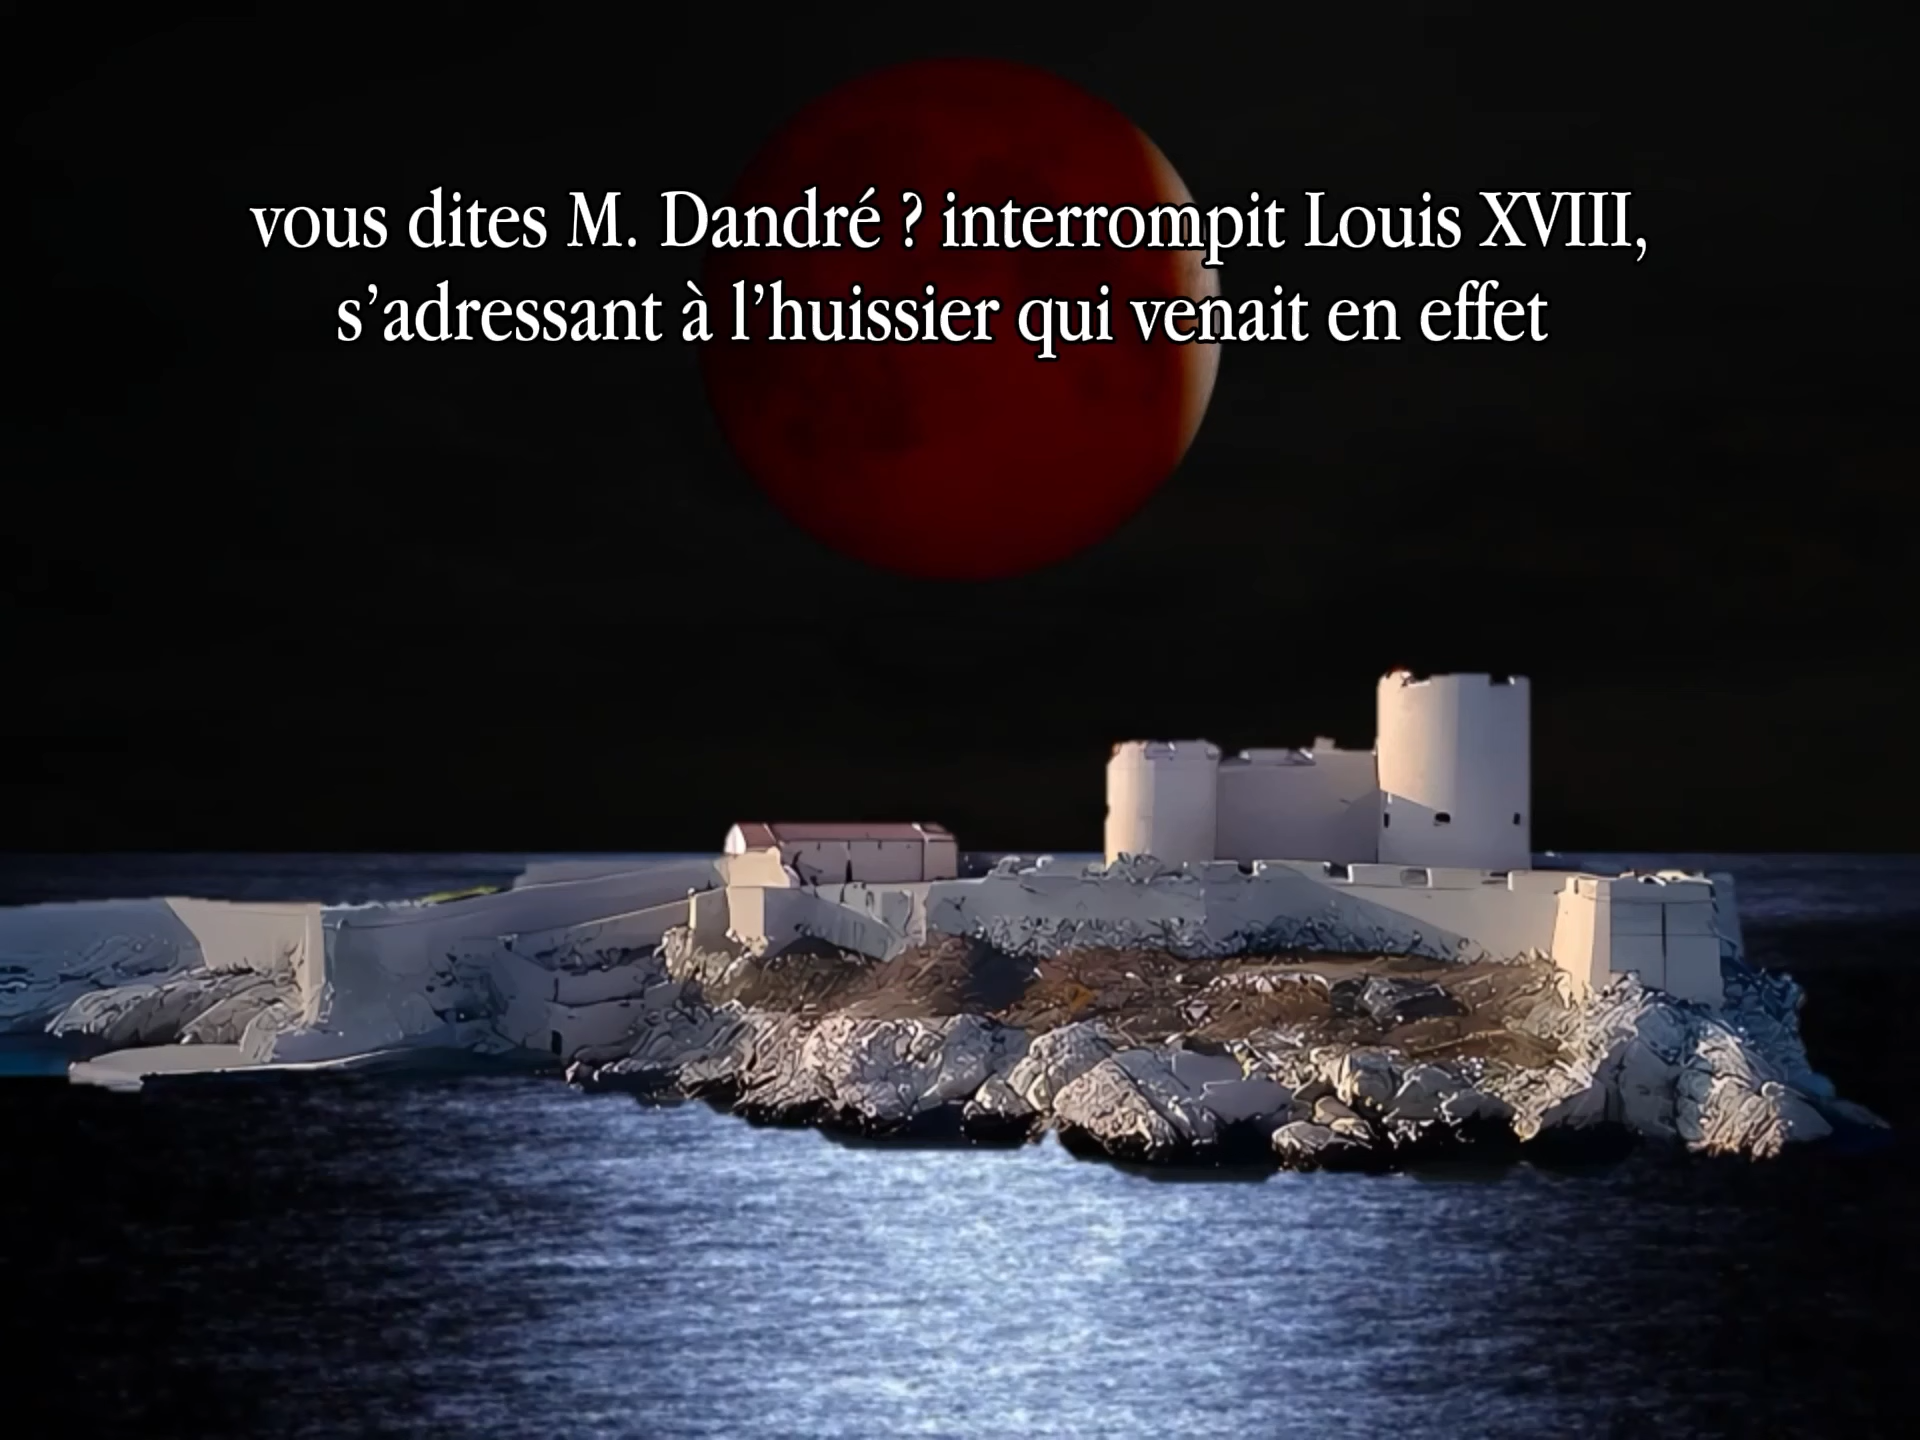 vous dites M. Dandré ? interrompit Louis XVIII,
s’adressant à l’huissier qui venait en effet